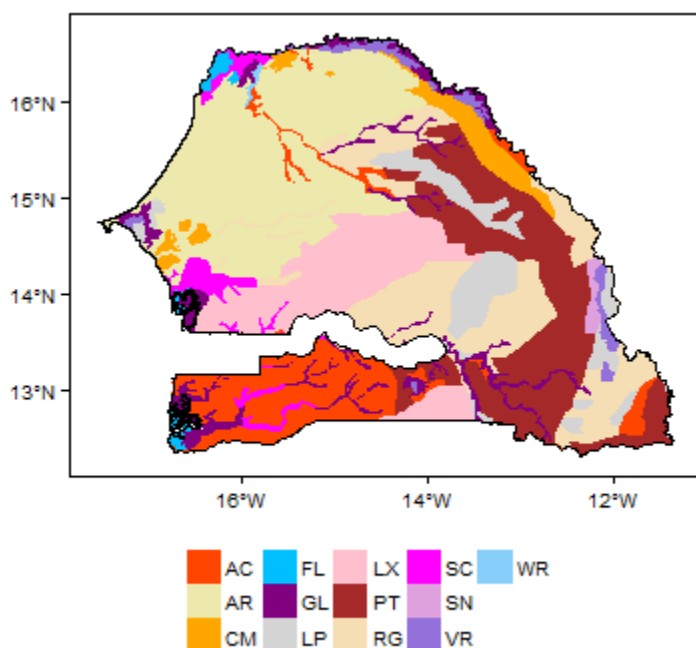 16°N
15°N
14°N
13°N
16°W 14°W 12°W
AC FL LX SC WR
AR GL PT SN
CM LP RG VR